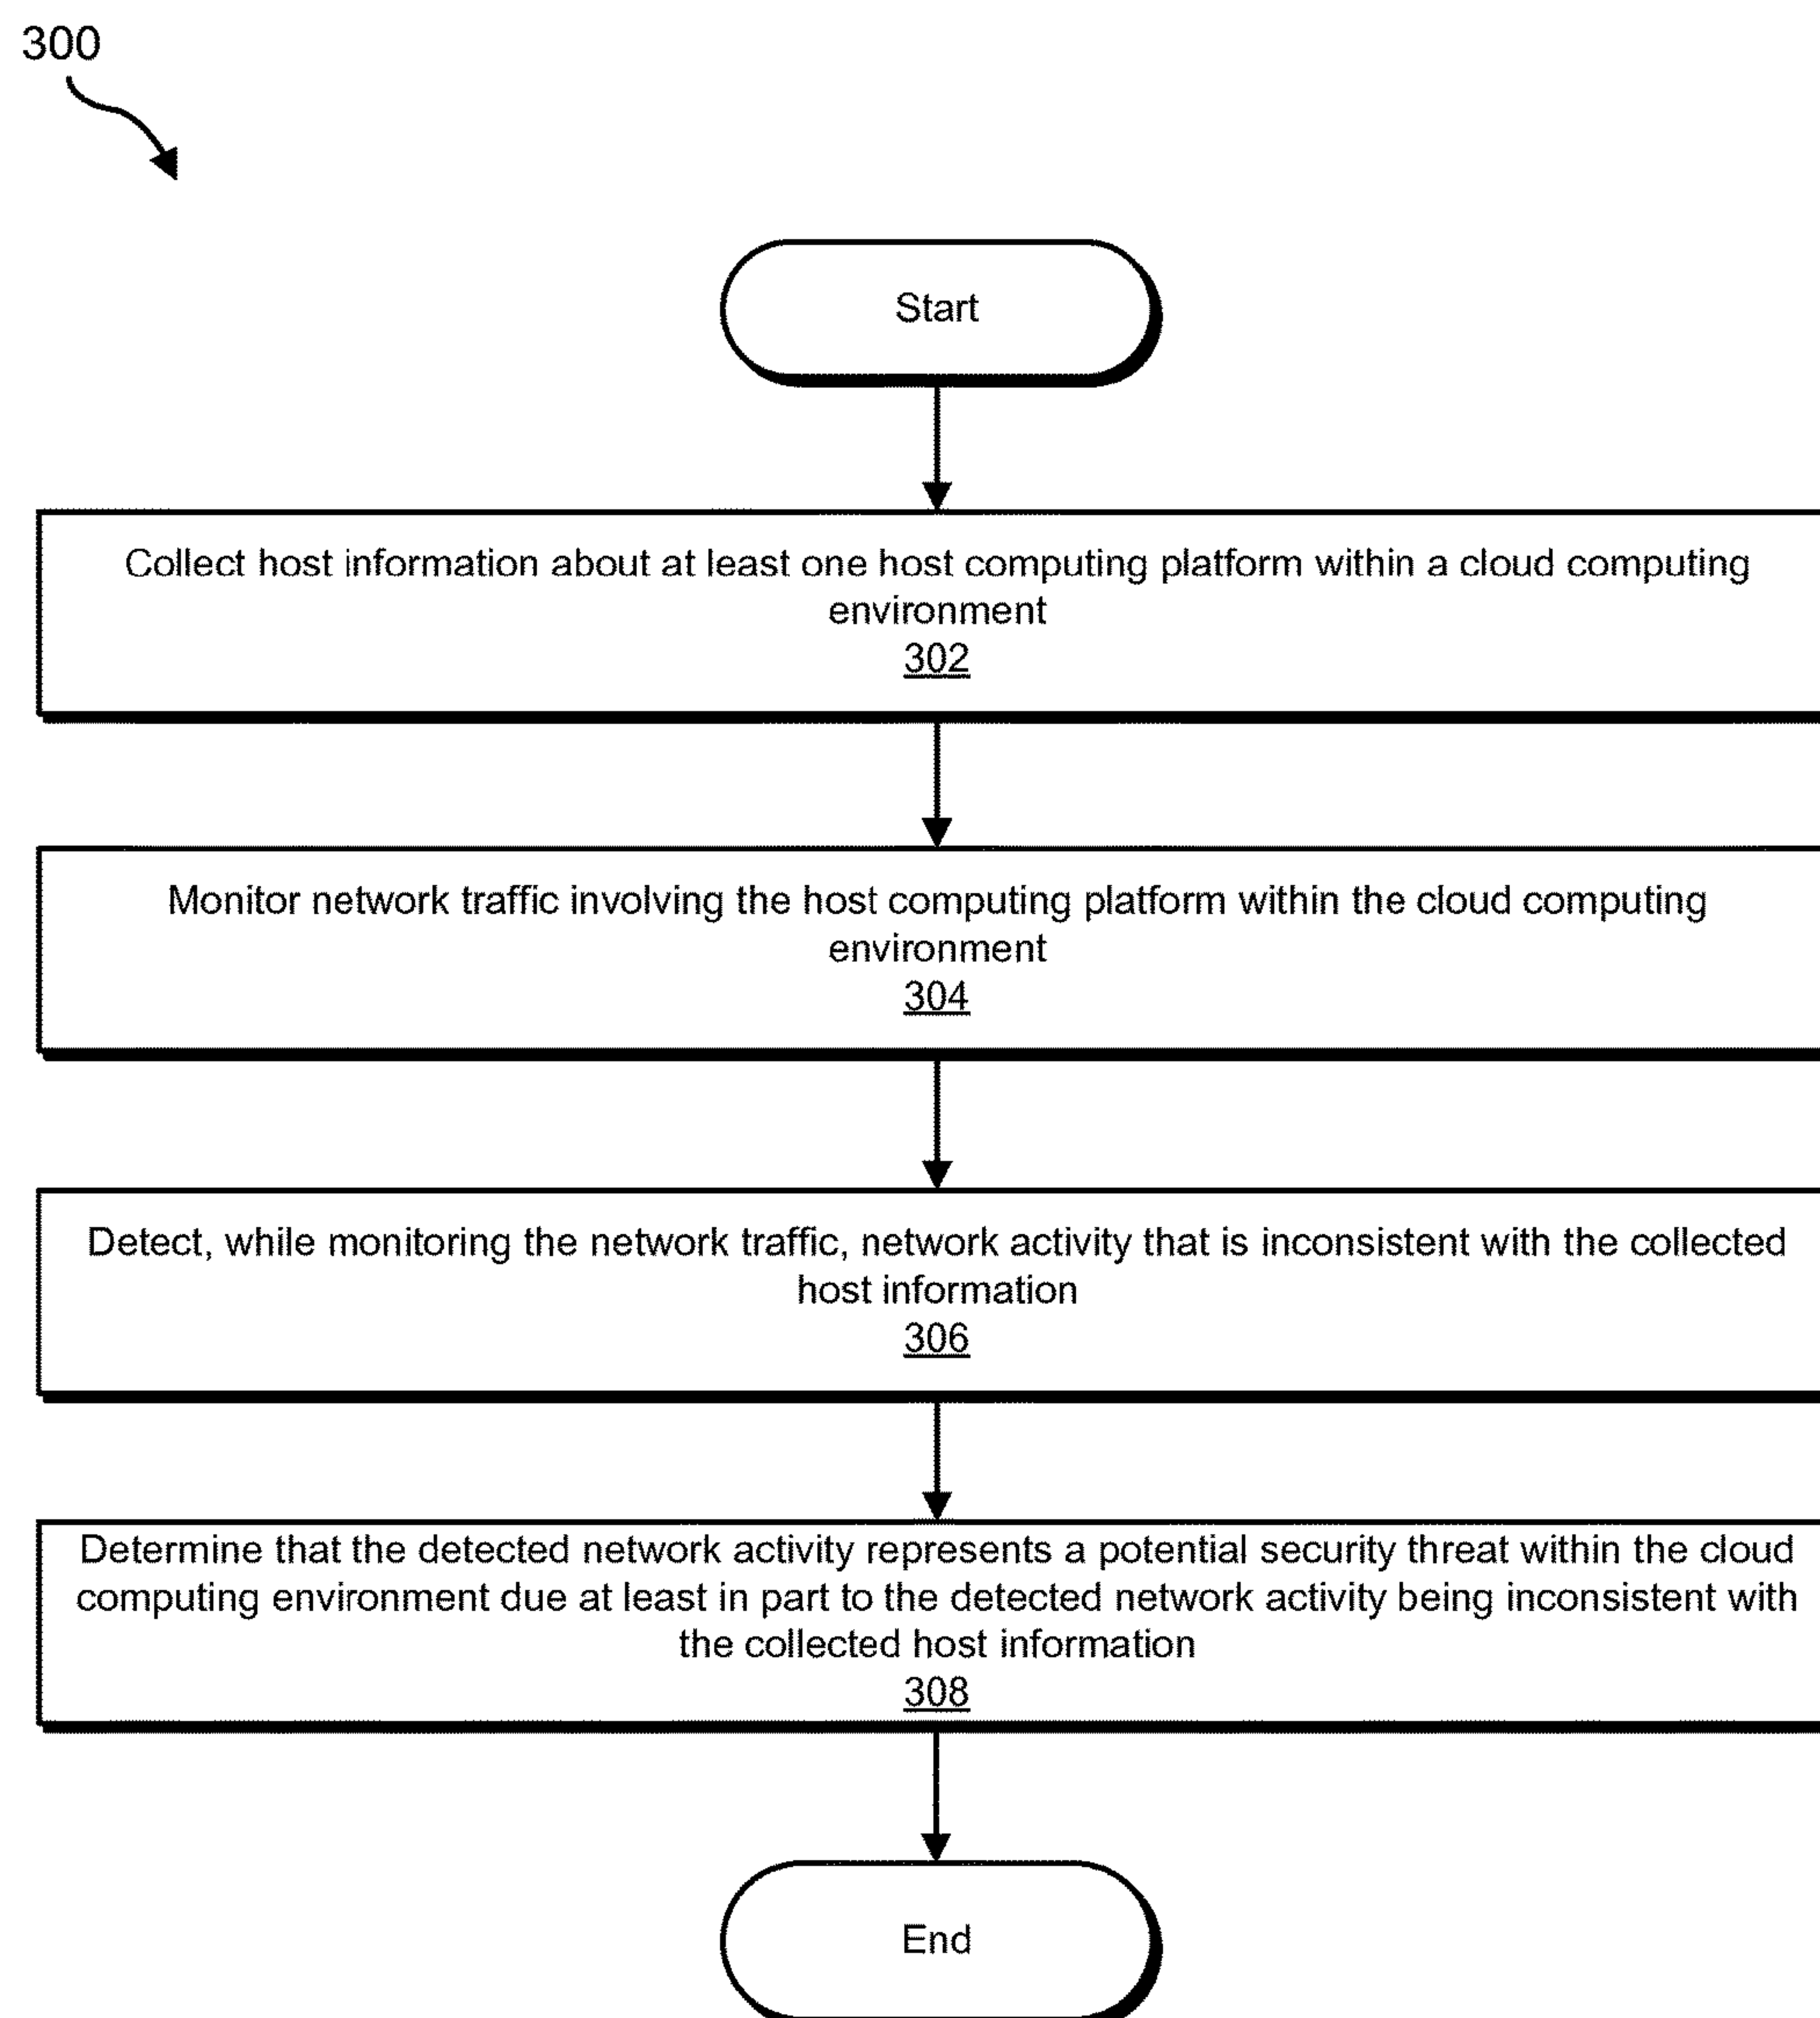 300
Start
Collect host information about at least one host computing platform within a cloud computing
environment
302
Monitor network traffic involving the host computing platform within the cloud computing
environment
304
Detect, while monitoring the network traffic, network activity that is inconsistent with the collected
host information
306
Determine that the detected network activity represents a potential security threat within the cloud
computing environment due at least in part to the detected network activity being inconsistent with
the collected host information
308
End